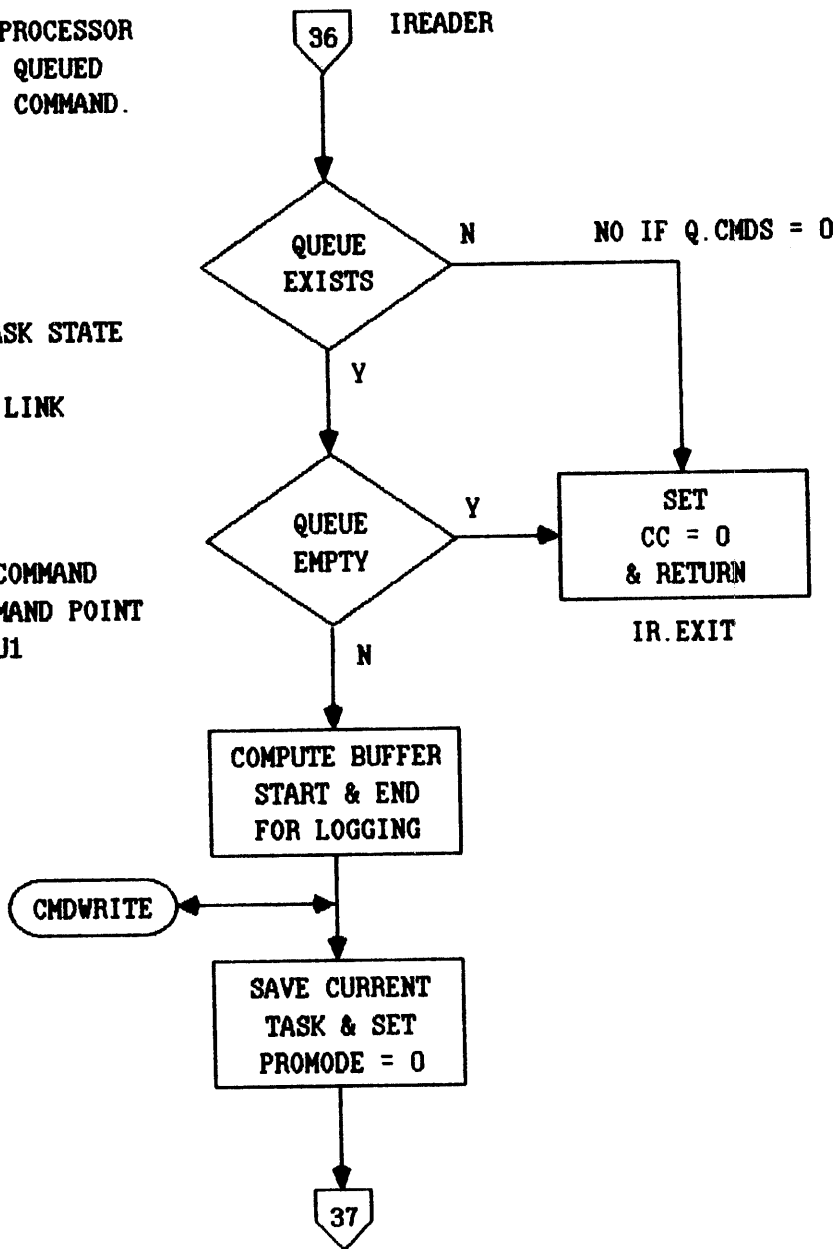 PROCESSOR
QUEUED
COMMAND.
36
IREADER
QUEUE
EXISTS
N
NO IF Q.CMDS = 0
ASK STATE
LINK
Y
QUEUE
EMPTY
Y
SET
CC = 0
& RETURN
IR.EXIT
COMMAND
MAND POINT
J1
N
COMPUTE BUFFER
START & END
FOR LOGGING
CMDWRITE
SAVE CURRENT
TASK & SET
PROMODE = 0
37